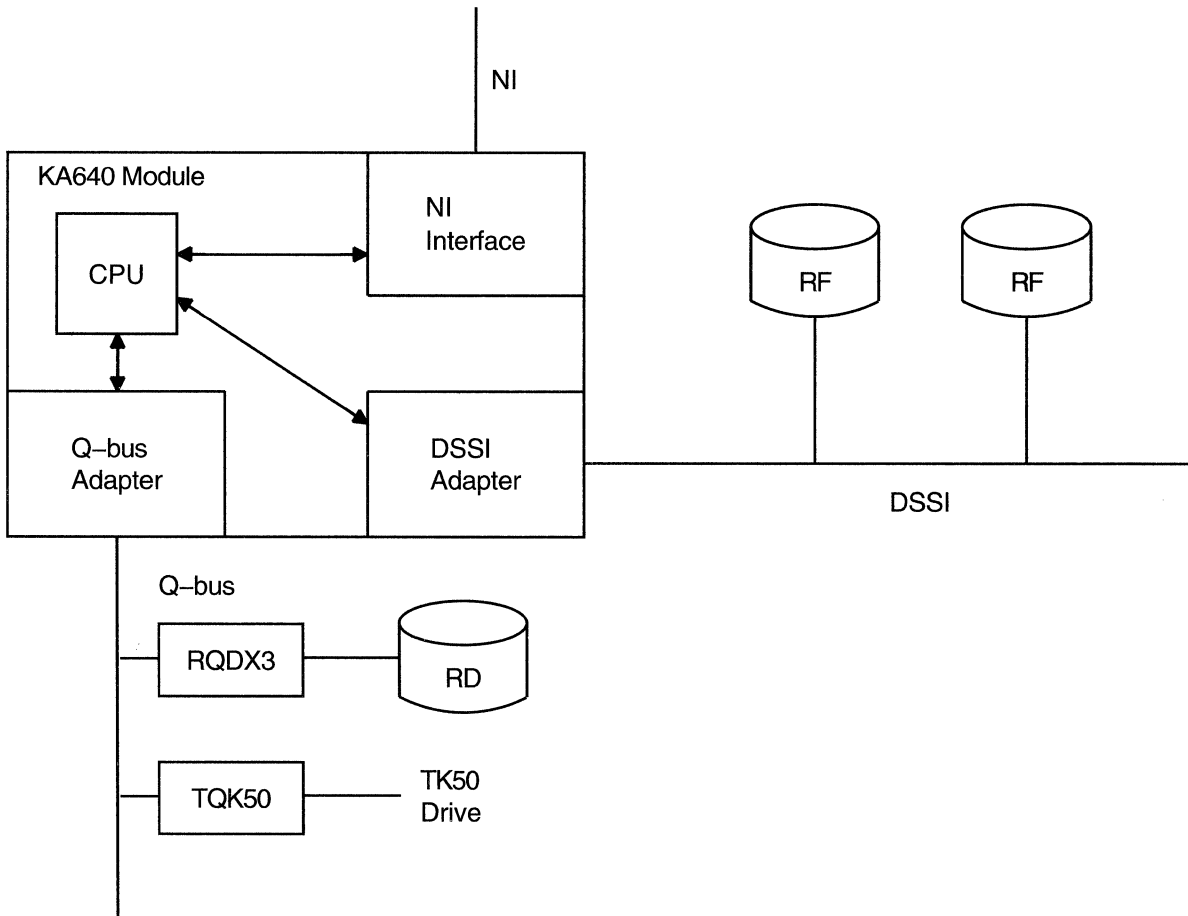 NI
KA640 Module
NI
Interface
CPU
RF
RF
Q–bus
Adapter
DSSI
Adapter
DSSI
Q–bus
RQDX3
RD
TQK50
TK50
Drive